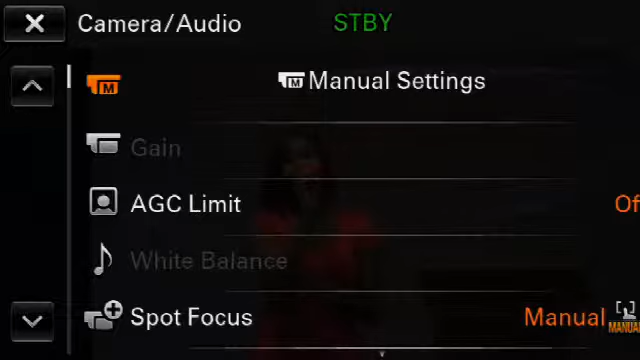 Camera/Audio STBY
M M Manual Settings
Gain
AGC Limit Of
White Balance
Spot Focus Manual MANUAL